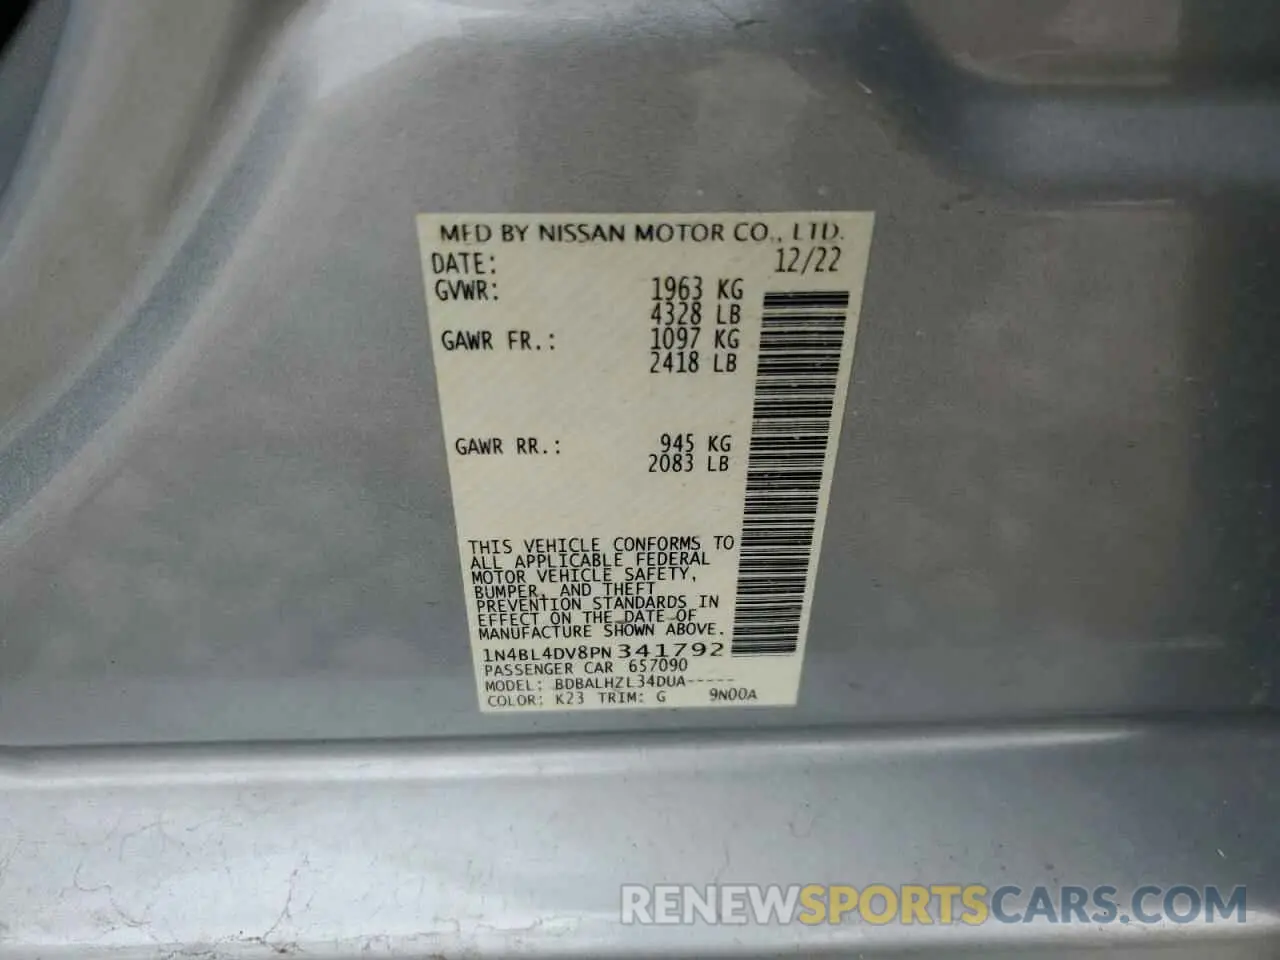 MFD BY NISSAN MOTOR CO., LTD.
DATE: 12/22
GVWR: 1963 KG
4328 LB
GAWR FR.: 1097 KG
2418 LB
GAWR RR.: 945 KG
2083 LB
THIS VEHICLE CONFORMS TO
ALL APPLICABLE FEDERAL
MOTOR VEHICLE SAFETY,
BUMPER, AND THEFT
PREVENTION STANDARDS IN
EFFECT ON THE DATE OF
MANUFACTURE SHOWN ABOVE.
1N4BL4DV8PN341792
PASSENGER CAR 657090
MODEL: BDBALHZL34DUA-----
COLOR: K23 TRIM: G 9N00A
RENEWSPORTSCARS.COM